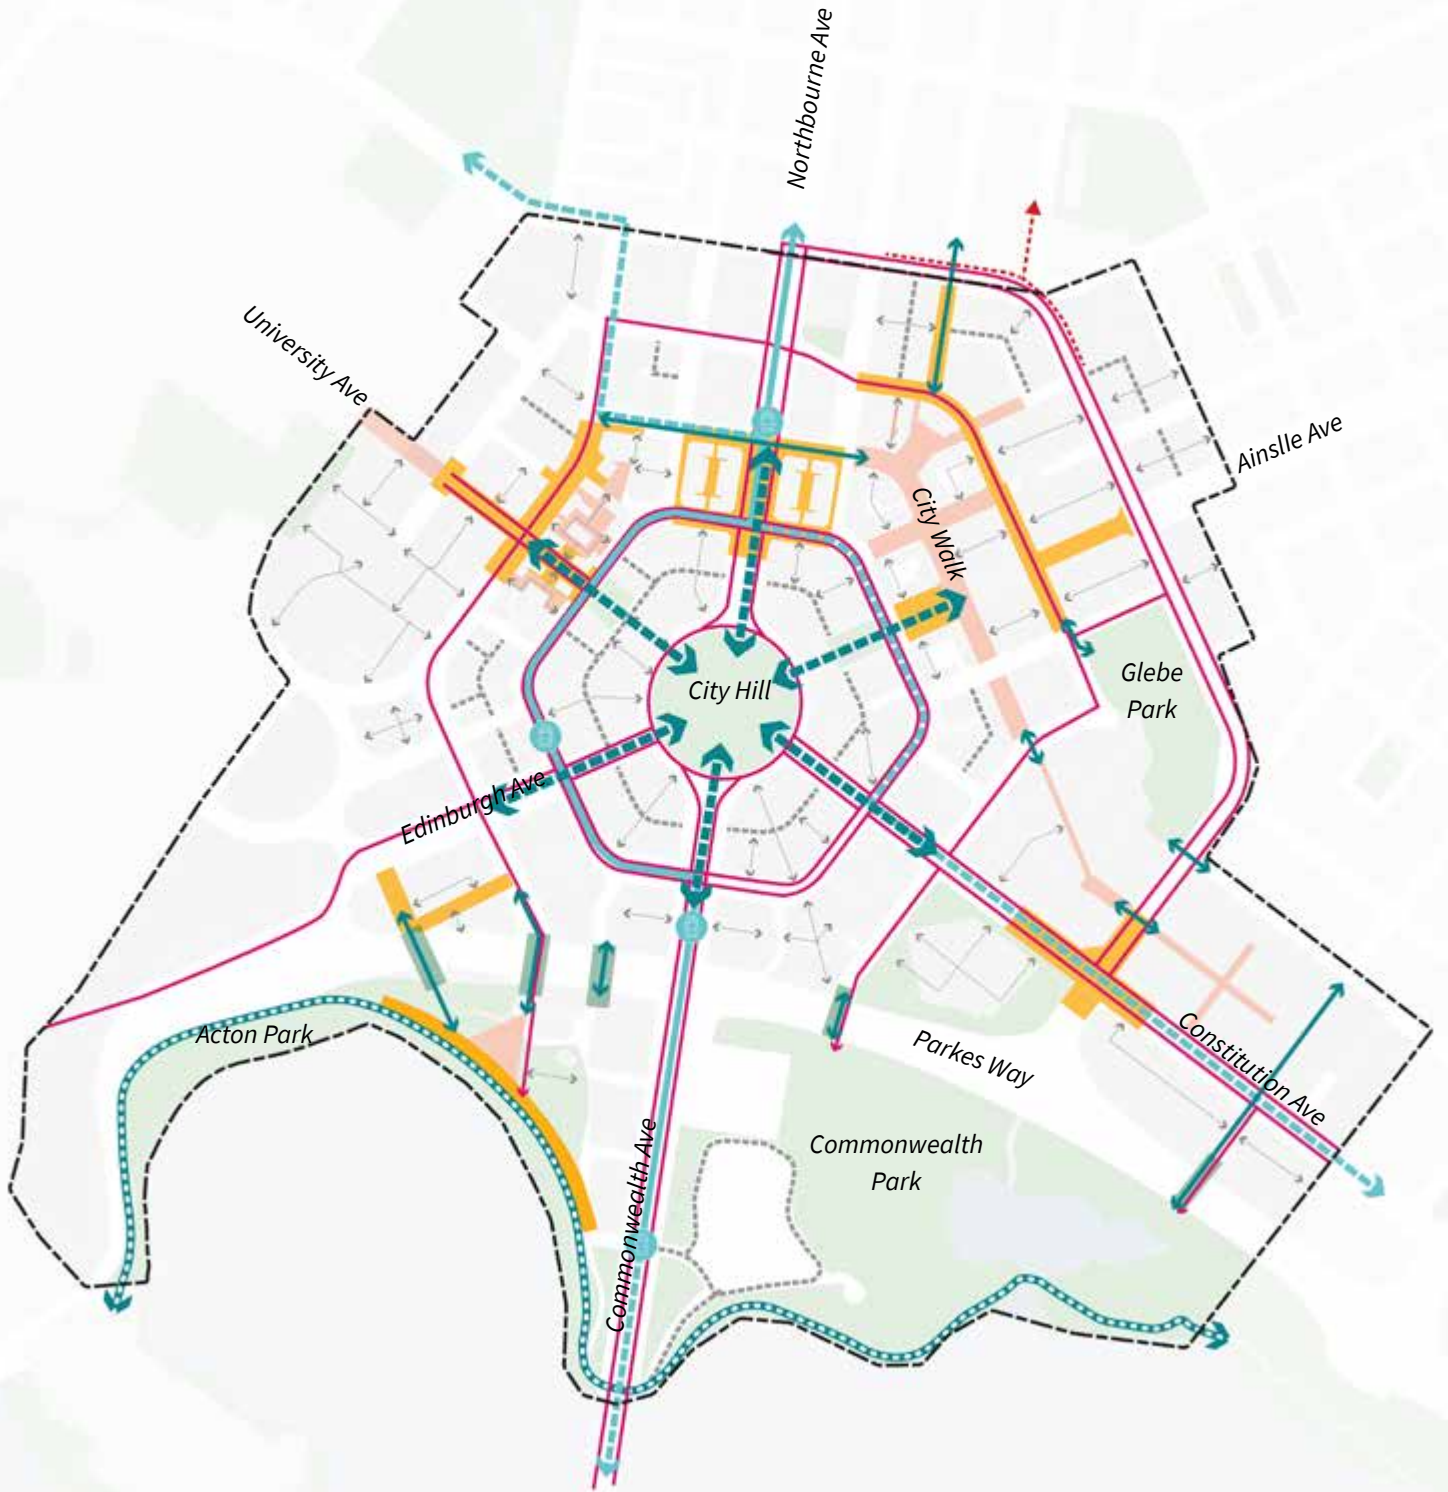 Northbourne Ave
University Ave
Ainslle Ave
City Walk
City Hill
Glebe
Park
Edinburgh Ave
Acton Park
Parkes Way
Constitution Ave
Commonwealth Ave
Commonwealth
Park